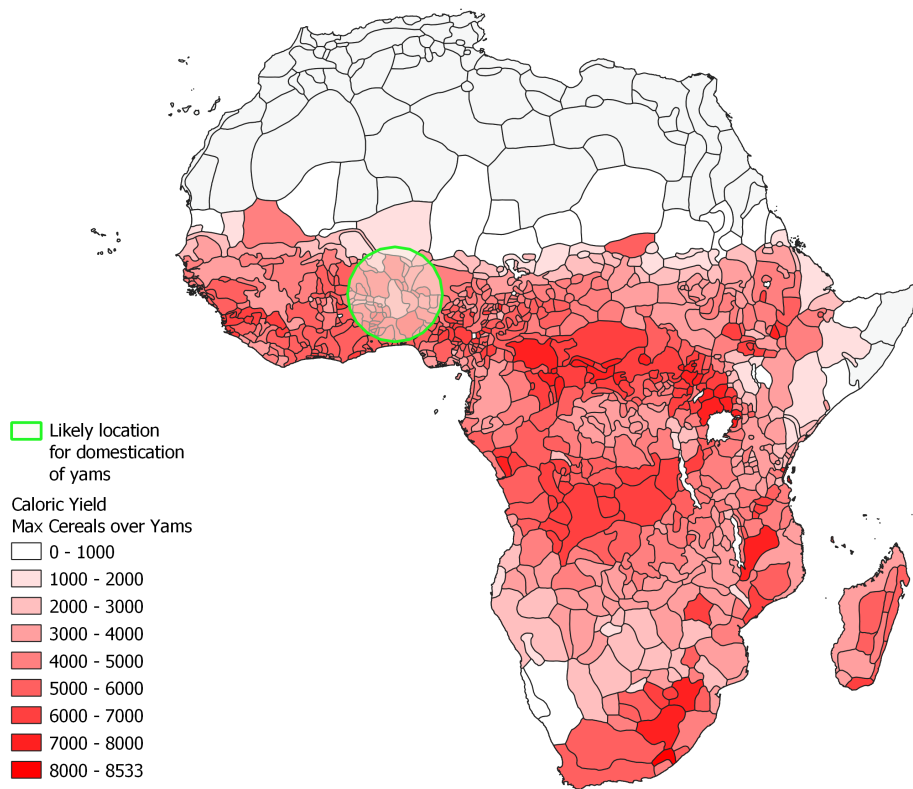 Likely location
for domestication
of yams
Caloric Yield
Max Cereals over Yams
0 - 1000
1000 - 2000
2000 - 3000
3000 - 4000
4000 - 5000
5000 - 6000
6000 - 7000
7000 - 8000
8000 - 8533